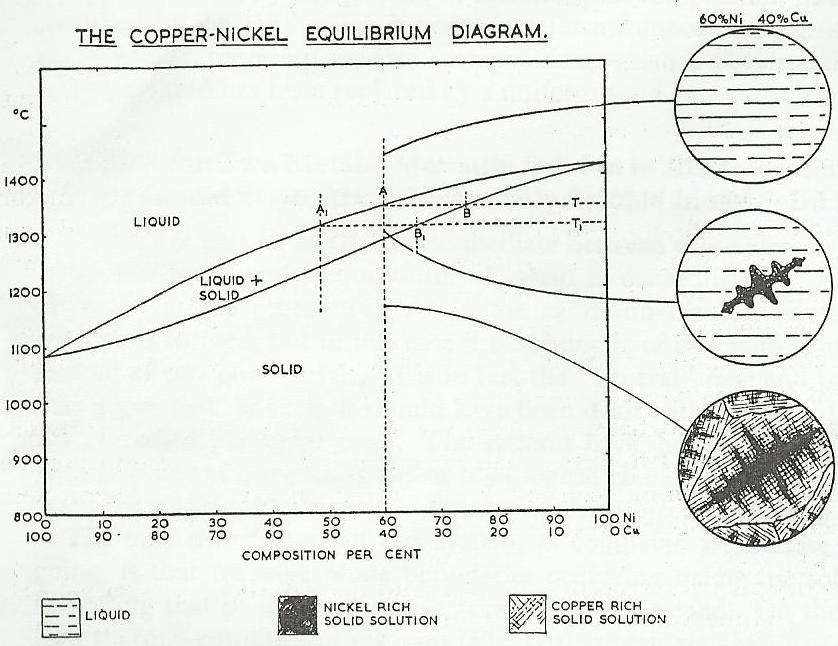 60%Ni 40%Cu
THE COPPER-NICKEL EQUILIBRIUM DIAGRAM.
°C
1400
1300
1200
1100
1000
900
800
LIQUID
LIQUID +
SOLID
SOLID
A
A₁
B
B₁
T
T₁
0 10 20 30 40 50 60 70 80 90 100 Ni
100 90 80 70 60 50 40 30 20 10 0 Cu
COMPOSITION PER CENT
LIQUID
NICKEL RICH
SOLID SOLUTION
COPPER RICH
SOLID SOLUTION